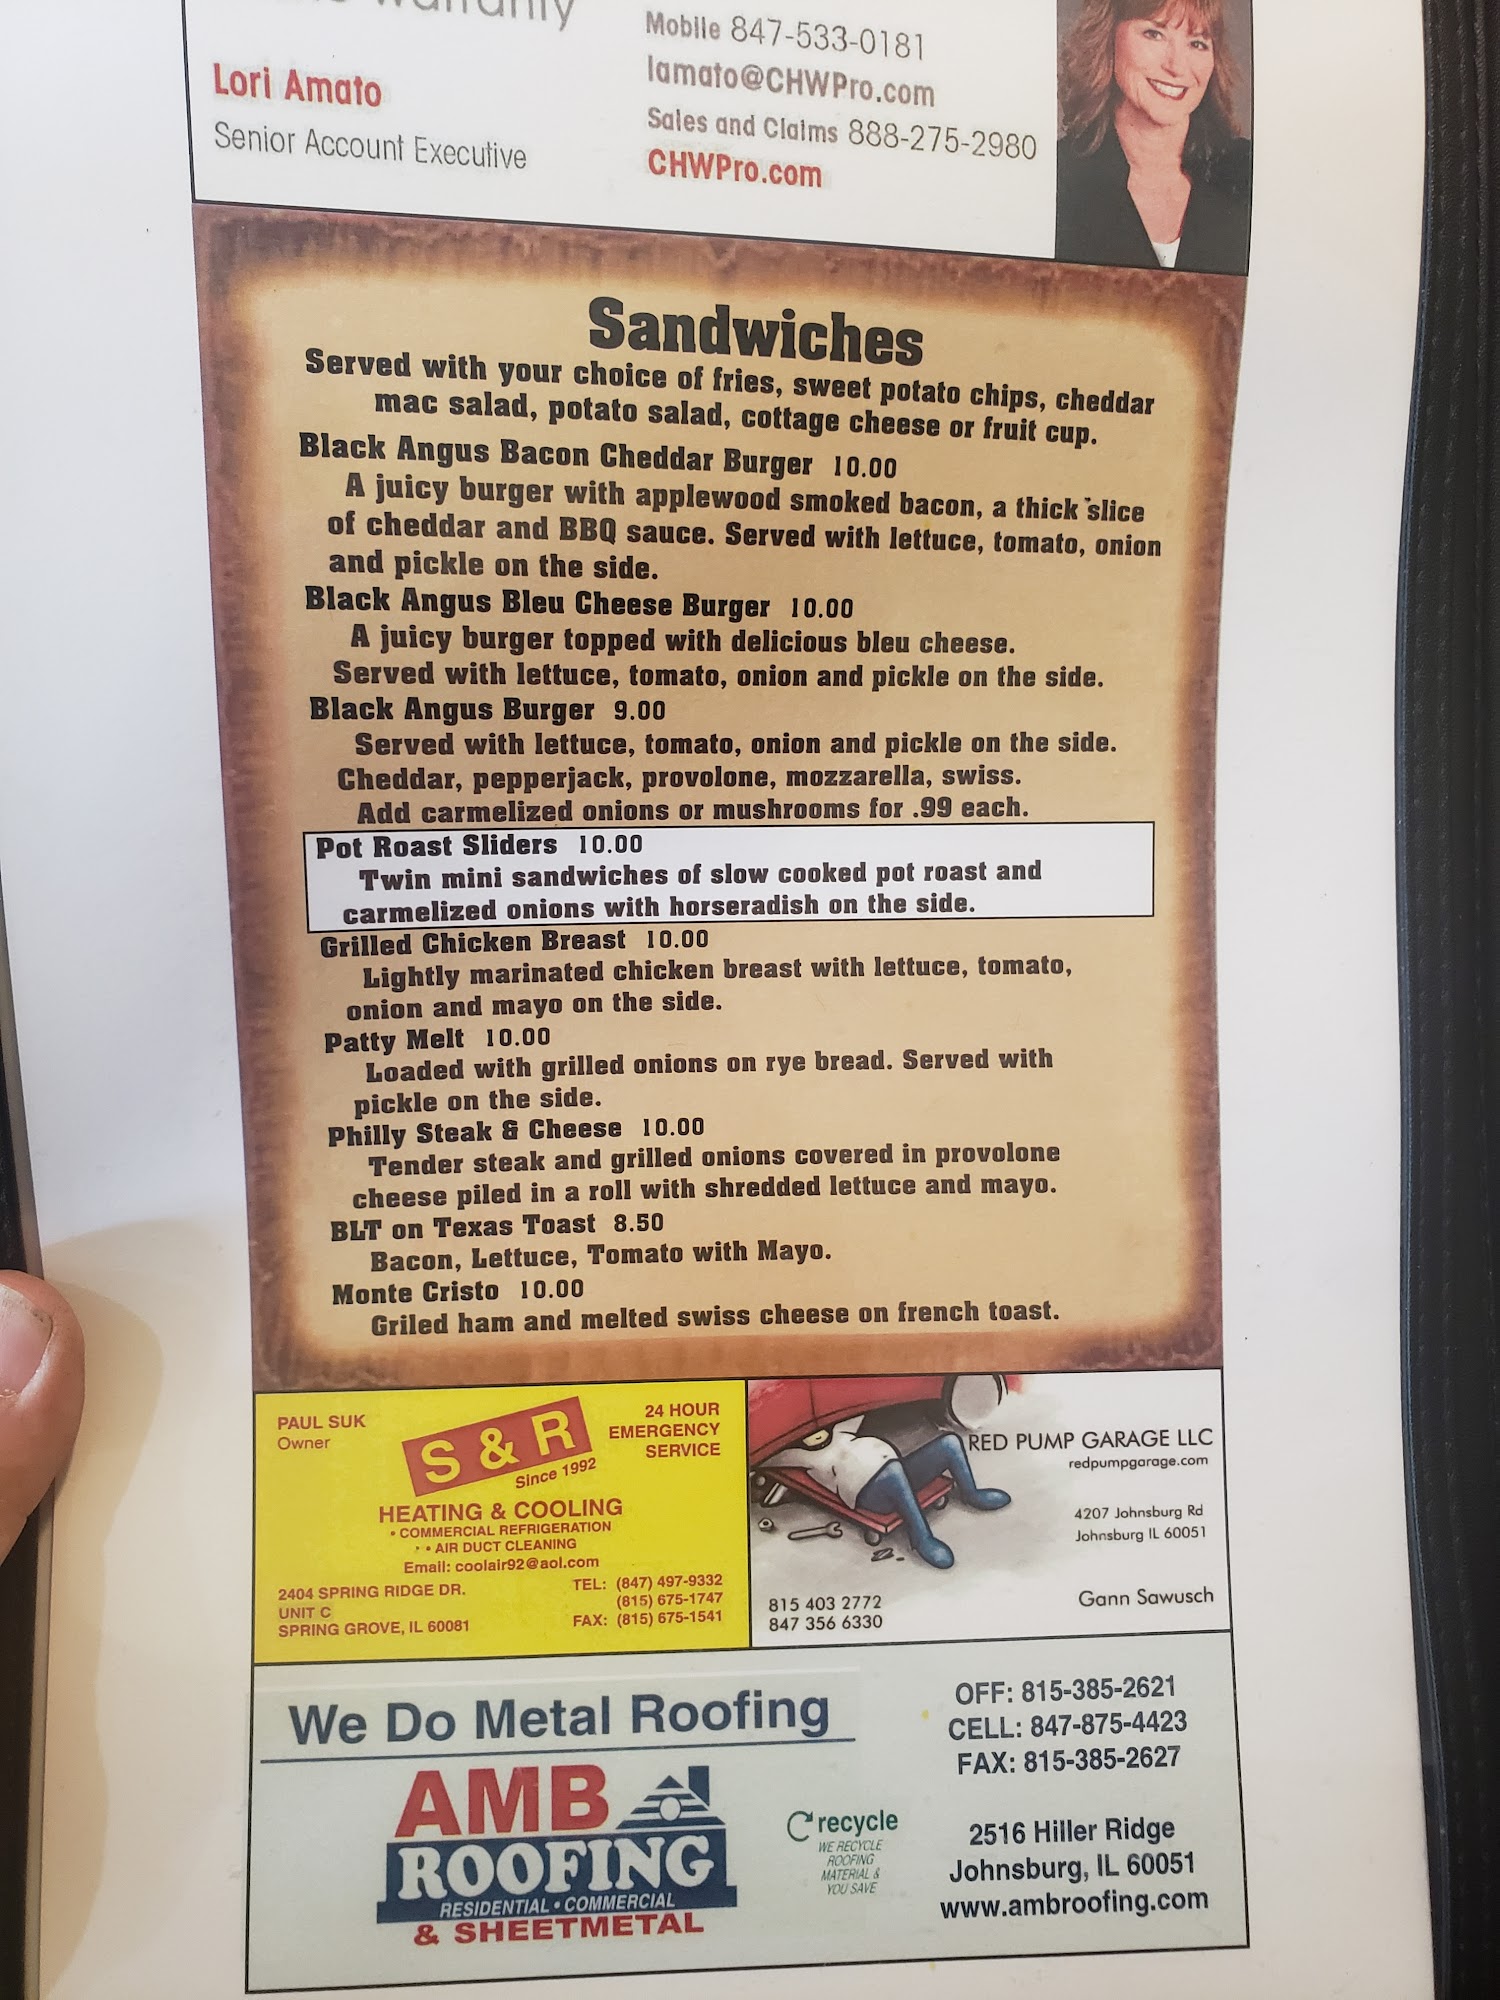 Lori Amato
Senior Account Executive
Mobile 847-533-0181
lamato@CHWPro.com
Sales and Claims 888-275-2980
CHWPro.com
Sandwiches
Served with your choice of fries, sweet potato chips, cheddar
mac salad, potato salad, cottage cheese or fruit cup.
Black Angus Bacon Cheddar Burger 10.00
A juicy burger with applewood smoked bacon, a thick slice
of cheddar and BBQ sauce. Served with lettuce, tomato, onion
and pickle on the side.
Black Angus Bleu Cheese Burger 10.00
A juicy burger topped with delicious bleu cheese.
Served with lettuce, tomato, onion and pickle on the side.
Black Angus Burger 9.00
Served with lettuce, tomato, onion and pickle on the side.
Cheddar, pepperjack, provolone, mozzarella, swiss.
Add carmelized onions or mushrooms for .99 each.
Pot Roast Sliders 10.00
Twin mini sandwiches of slow cooked pot roast and
carmelized onions with horseradish on the side.
Grilled Chicken Breast 10.00
Lightly marinated chicken breast with lettuce, tomato,
onion and mayo on the side.
Patty Melt 10.00
Loaded with grilled onions on rye bread. Served with
pickle on the side.
Philly Steak & Cheese 10.00
Tender steak and grilled onions covered in provolone
cheese piled in a roll with shredded lettuce and mayo.
BLT on Texas Toast 8.50
Bacon, Lettuce, Tomato with Mayo.
Monte Cristo 10.00
Griled ham and melted swiss cheese on french toast.
PAUL SUK
Owner
S & R
Since 1992
24 HOUR
EMERGENCY
SERVICE
HEATING & COOLING
• COMMERCIAL REFRIGERATION
• • AIR DUCT CLEANING
Email: coolair92@aol.com
2404 SPRING RIDGE DR.
UNIT C
SPRING GROVE, IL 60081
TEL: (847) 497-9332
(815) 675-1747
FAX: (815) 675-1541
RED PUMP GARAGE LLC
redpumpgarage.com
4207 Johnsburg Rd
Johnsburg IL 60051
Gann Sawusch
815 403 2772
847 356 6330
We Do Metal Roofing
AMB
ROOFING
RESIDENTIAL • COMMERCIAL
& SHEETMETAL
recycle
WE RECYCLE
ROOFING
MATERIAL &
YOU SAVE
OFF: 815-385-2621
CELL: 847-875-4423
FAX: 815-385-2627
2516 Hiller Ridge
Johnsburg, IL 60051
www.ambroofing.com